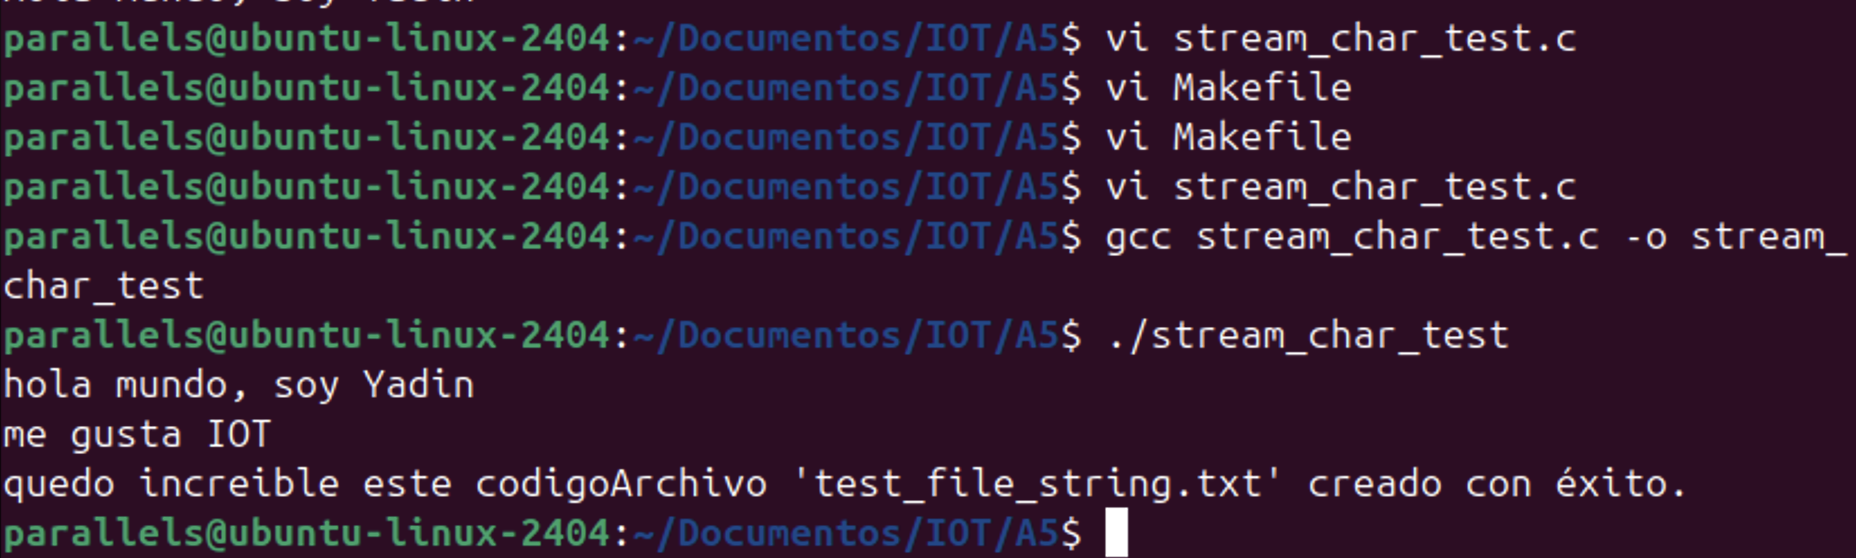 parallels@ubuntu-linux-2404:~/Documentos/IOT/A5$ vi stream_char_test.c
parallels@ubuntu-linux-2404:~/Documentos/IOT/A5$ vi Makefile
parallels@ubuntu-linux-2404:~/Documentos/IOT/A5$ vi Makefile
parallels@ubuntu-linux-2404:~/Documentos/IOT/A5$ vi stream_char_test.c
parallels@ubuntu-linux-2404:~/Documentos/IOT/A5$ gcc stream_char_test.c -o stream_
char_test
parallels@ubuntu-linux-2404:~/Documentos/IOT/A5$ ./stream_char_test
hola mundo, soy Yadin
me gusta IOT
quedo increible este codigoArchivo 'test_file_string.txt' creado con éxito.
parallels@ubuntu-linux-2404:~/Documentos/IOT/A5$